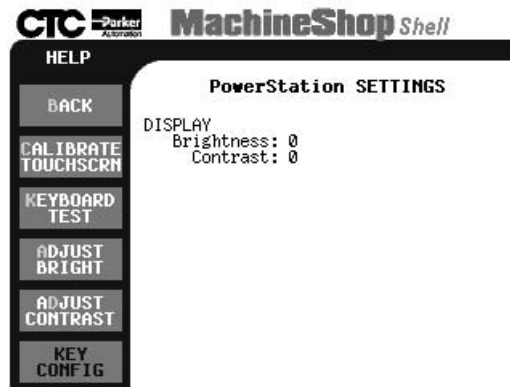 CTC Parker Automation MachineShop Shell
HELP
PowerStation SETTINGS
BACK
DISPLAY
Brightness: 0
Contrast: 0
CALIBRATE
TOUCHSCRN
KEYBOARD
TEST
ADJUST
BRIGHT
ADJUST
CONTRAST
KEY
CONFIG